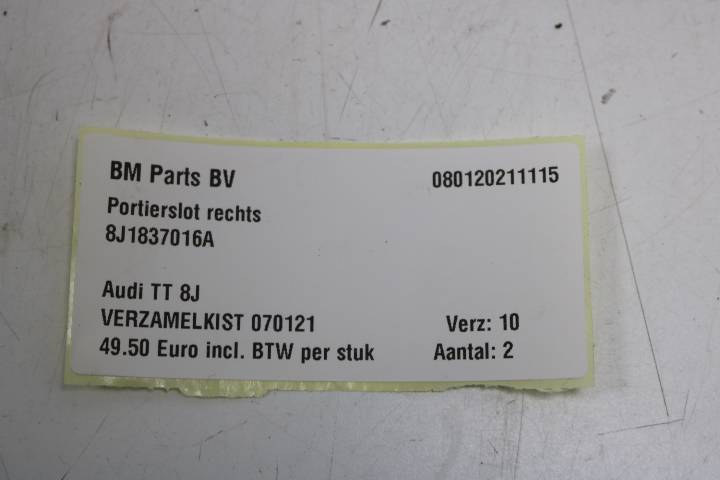 BM Parts BV 080120211115
Portierslot rechts
8J1837016A
Audi TT 8J
VERZAMELKIST 070121 Verz: 10
49.50 Euro incl. BTW per stuk Aantal: 2